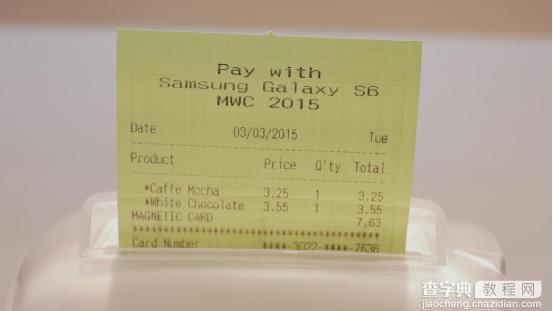 Pay with
Samsung Galaxy S6
MWC 2015
Date 03/03/2015 Tue
Product Price Q'ty Total
*Caffe Mocha 3.25 1 3.25
*White Chocolate 3.55 1 3.55
MAGNETIC CARD 7.63
Card Number ****-3022-****-7636
查字典 教程网
jiaocheng.chazidian.com